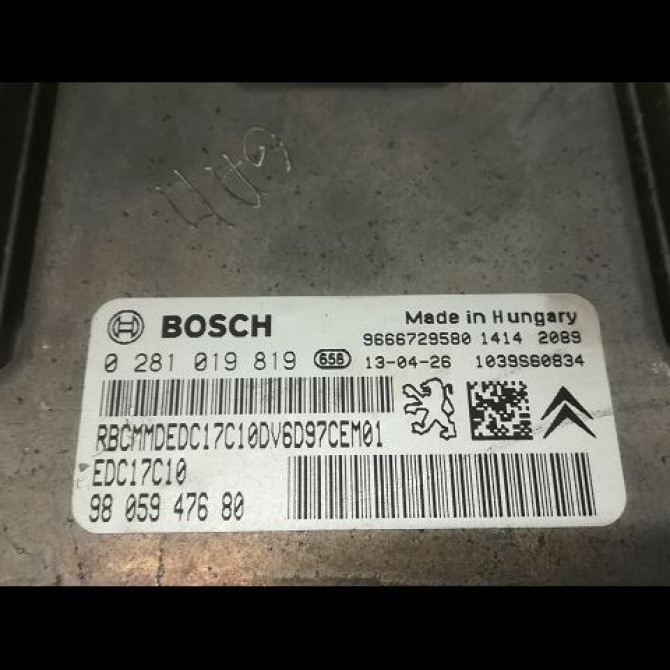 BOSCH
Made in Hungary
9666729580 1414 2089
0 281 019 819 656 13-04-26 1039S60834
RBCMMDEDC17C10DV6D97CEM01
EDC17C10
98 059 476 80